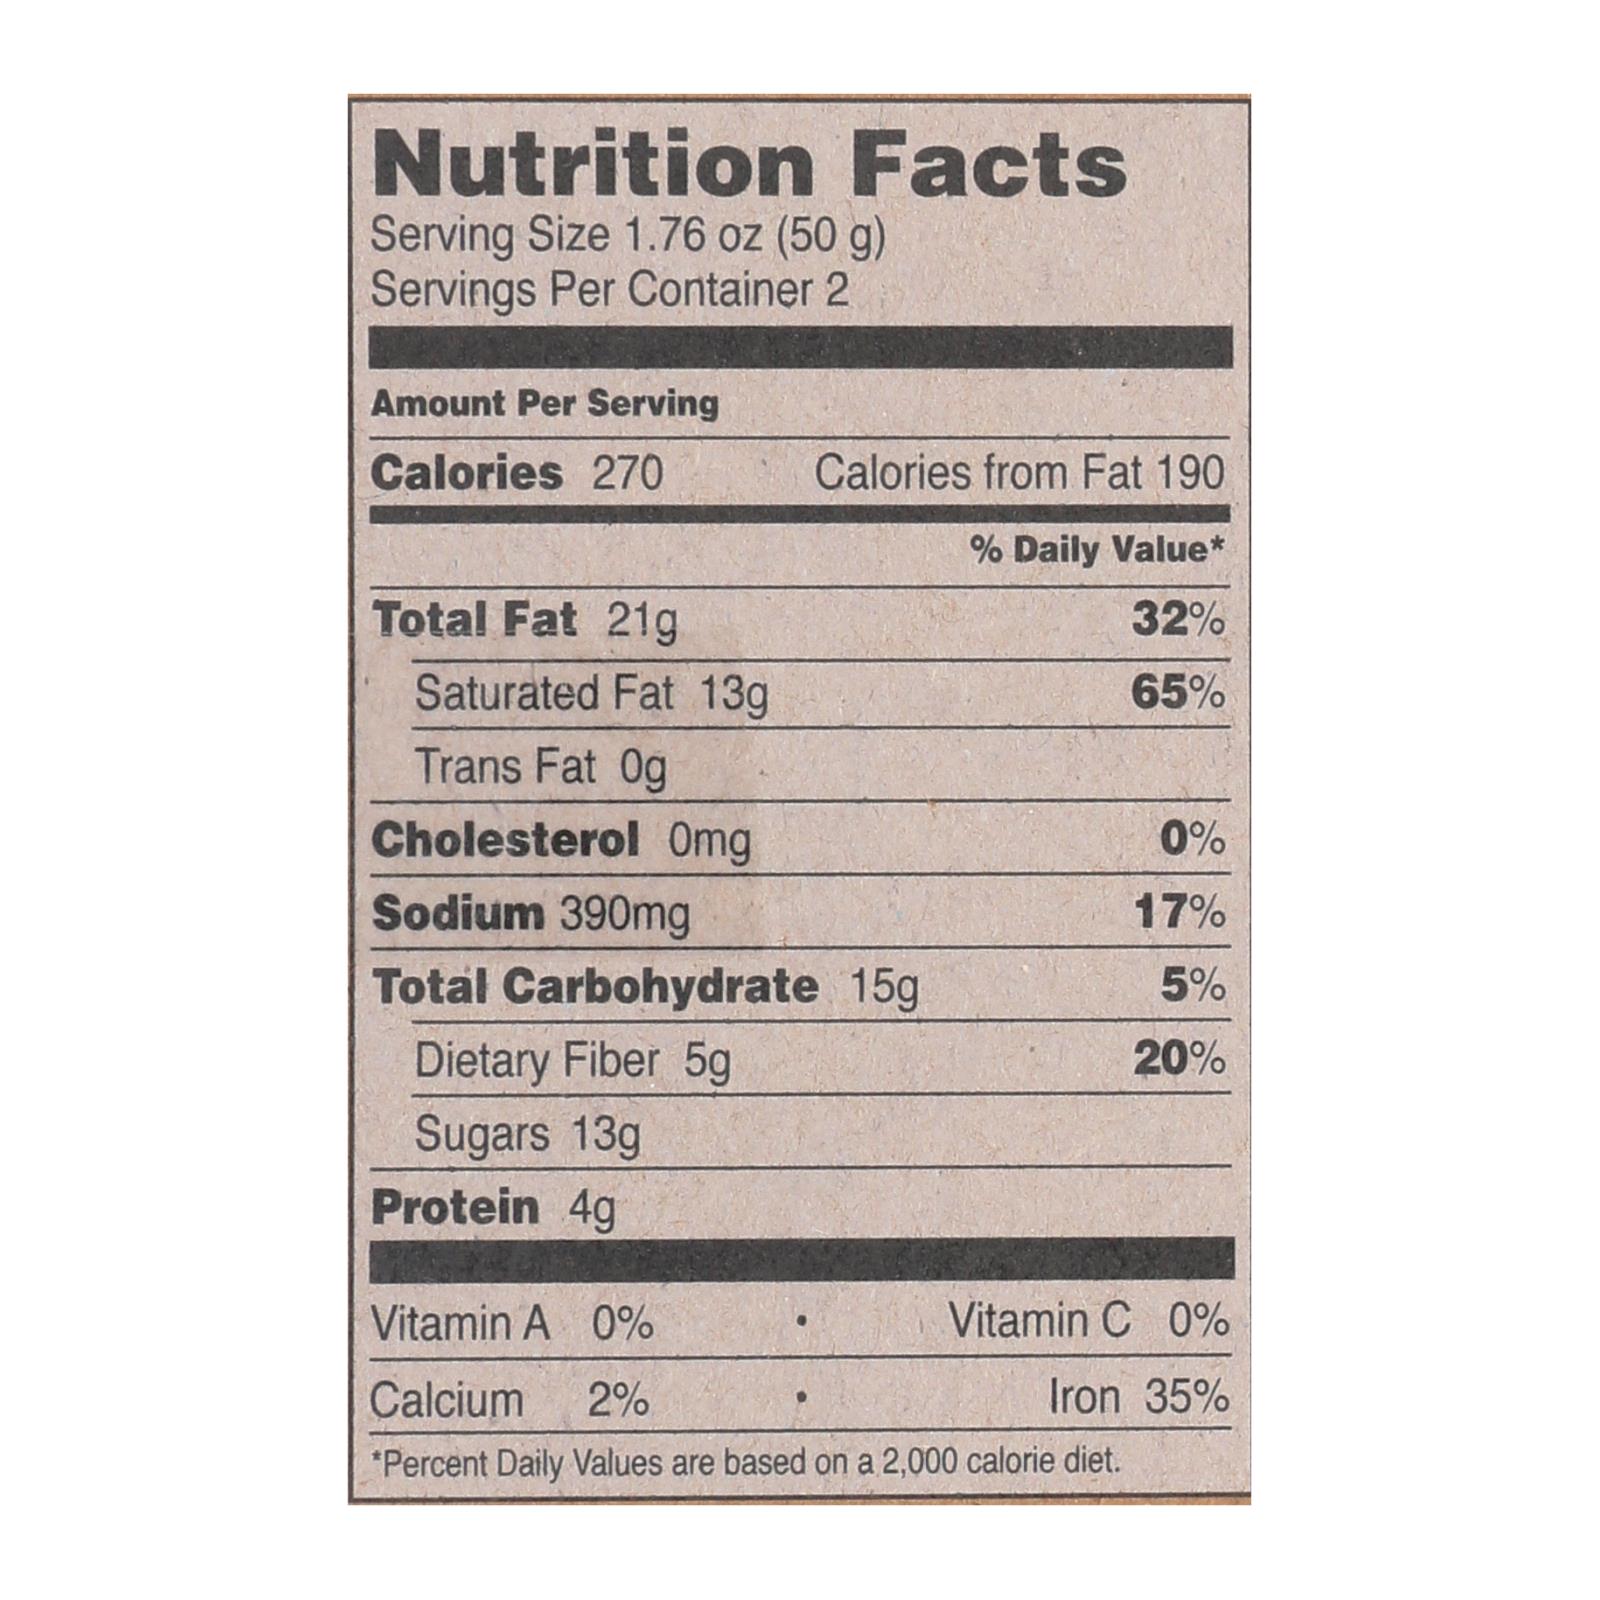 Nutrition Facts
Serving Size 1.76 oz (50 g)
Servings Per Container 2
Amount Per Serving
Calories 270 Calories from Fat 190
% Daily Value*
Total Fat 21g 32%
Saturated Fat 13g 65%
Trans Fat 0g
Cholesterol 0mg 0%
Sodium 390mg 17%
Total Carbohydrate 15g 5%
Dietary Fiber 5g 20%
Sugars 13g
Protein 4g
Vitamin A 0% • Vitamin C 0%
Calcium 2% • Iron 35%
*Percent Daily Values are based on a 2,000 calorie diet.